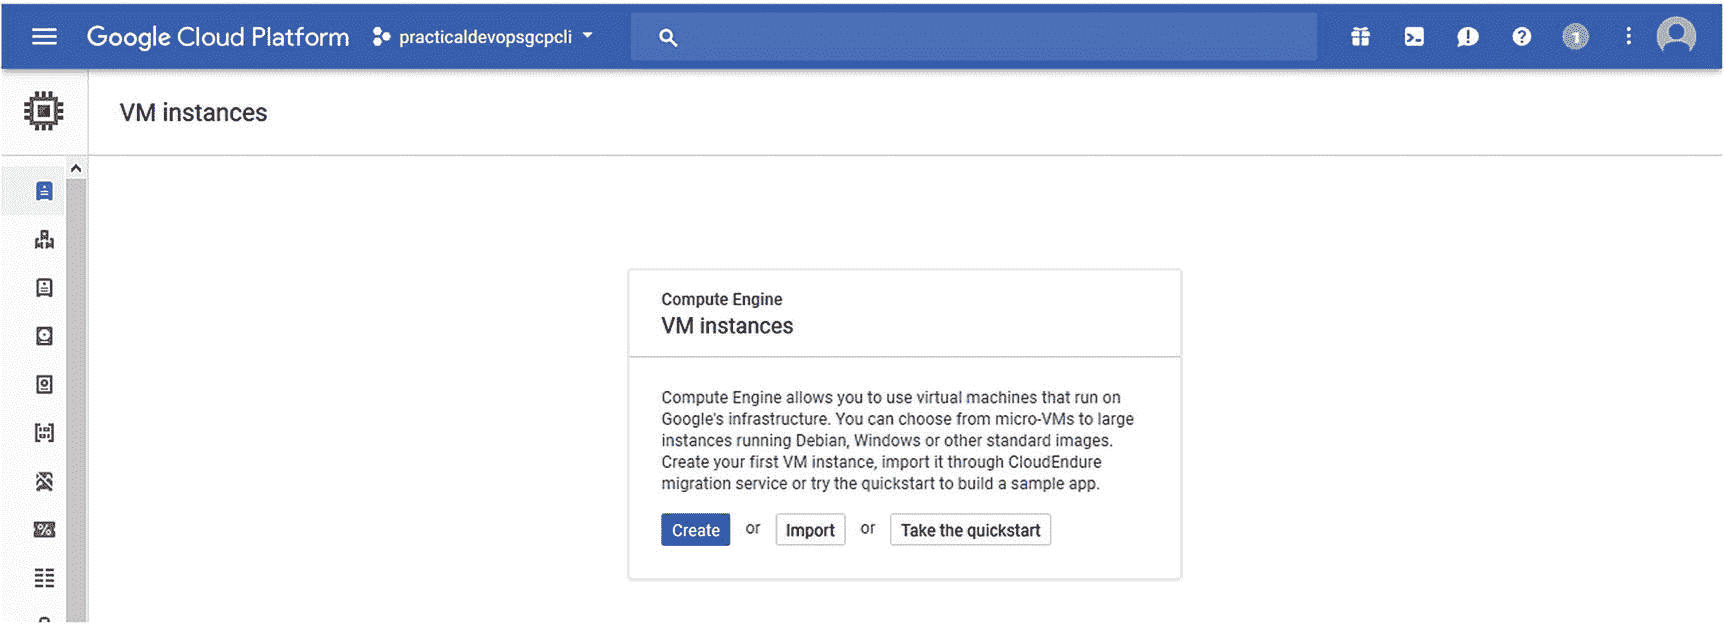 Google Cloud Platform practicaldevopsgcpcli 1
VM instances
Compute Engine
VM instances
Compute Engine allows you to use virtual machines that run on
Google's infrastructure. You can choose from micro-VMs to large
instances running Debian, Windows or other standard images.
Create your first VM instance, import it through CloudEndure
migration service or try the quickstart to build a sample app.
Create or Import or Take the quickstart